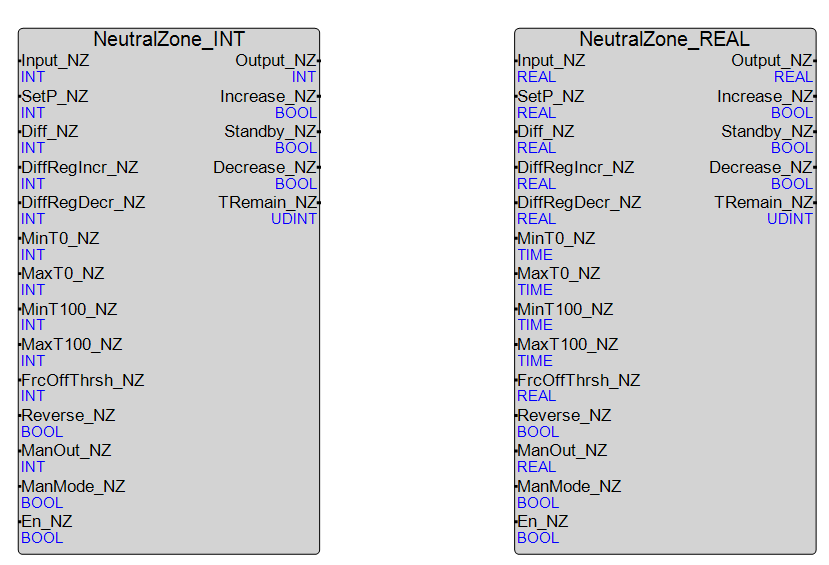 NeutralZone_INT
Input_NZ Output_NZ
INT INT
SetP_NZ Increase_NZ
INT BOOL
Diff_NZ Standby_NZ
INT BOOL
DiffRegIncr_NZ Decrease_NZ
INT BOOL
DiffRegDecr_NZ TRemain_NZ
INT UDINT
MinT0_NZ
INT
MaxT0_NZ
INT
MinT100_NZ
INT
MaxT100_NZ
INT
FrcOffThrsh_NZ
INT
Reverse_NZ
BOOL
ManOut_NZ
INT
ManMode_NZ
BOOL
En_NZ
BOOL
NeutralZone_REAL
Input_NZ Output_NZ
REAL REAL
SetP_NZ Increase_NZ
REAL BOOL
Diff_NZ Standby_NZ
REAL BOOL
DiffRegIncr_NZ Decrease_NZ
REAL BOOL
DiffRegDecr_NZ TRemain_NZ
REAL UDINT
MinT0_NZ
TIME
MaxT0_NZ
TIME
MinT100_NZ
TIME
MaxT100_NZ
TIME
FrcOffThrsh_NZ
REAL
Reverse_NZ
BOOL
ManOut_NZ
REAL
ManMode_NZ
BOOL
En_NZ
BOOL